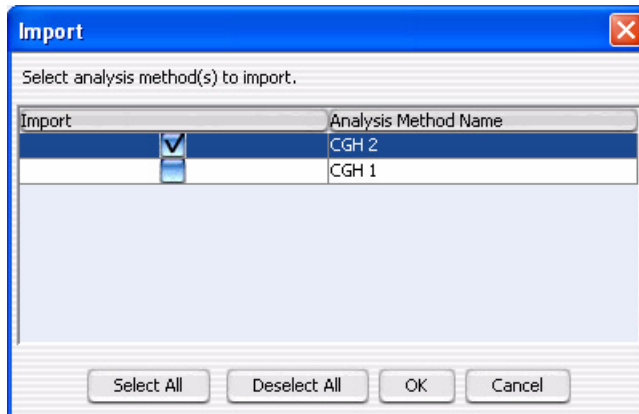 Import
Select analysis method(s) to import.
Import Analysis Method Name
CGH 2
CGH 1
Select All Deselect All OK Cancel